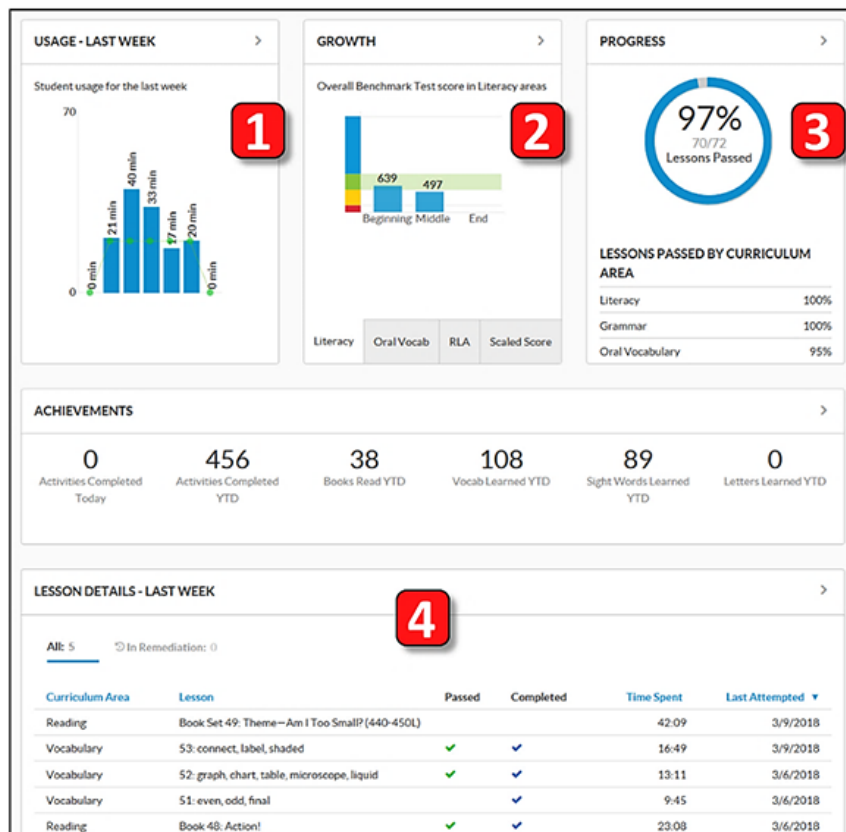 USAGE - LAST WEEK >
Student usage for the last week
70
0
0 min
21 min
40 min
33 min
17 min
20 min
0 min
1
GROWTH >
Overall Benchmark Test score in Literacy areas
639
497
Beginning Middle End
2
Literacy Oral Vocab RLA Scaled Score
PROGRESS >
97%
70/72
Lessons Passed
3
LESSONS PASSED BY CURRICULUM
AREA
Literacy 100%
Grammar 100%
Oral Vocabulary 95%
ACHIEVEMENTS >
0 456 38 108 89 0
Activities Completed Activities Completed Books Read YTD Vocab Learned YTD Sight Words Learned Letters Learned YTD
Today YTD YTD
LESSON DETAILS - LAST WEEK >
4
All: 5 In Remediation: 0
Curriculum Area Lesson Passed Completed Time Spent Last Attempted ▼
Reading Book Set 49: Theme—Am I Too Small? (440-450L) 42:09 3/9/2018
Vocabulary 53: connect, label, shaded ✔ ✔ 16:49 3/9/2018
Vocabulary 52: graph, chart, table, microscope, liquid ✔ ✔ 13:11 3/6/2018
Vocabulary 51: even, odd, final ✔ 9:45 3/6/2018
Reading Book 48: Action! ✔ ✔ 23:08 3/6/2018